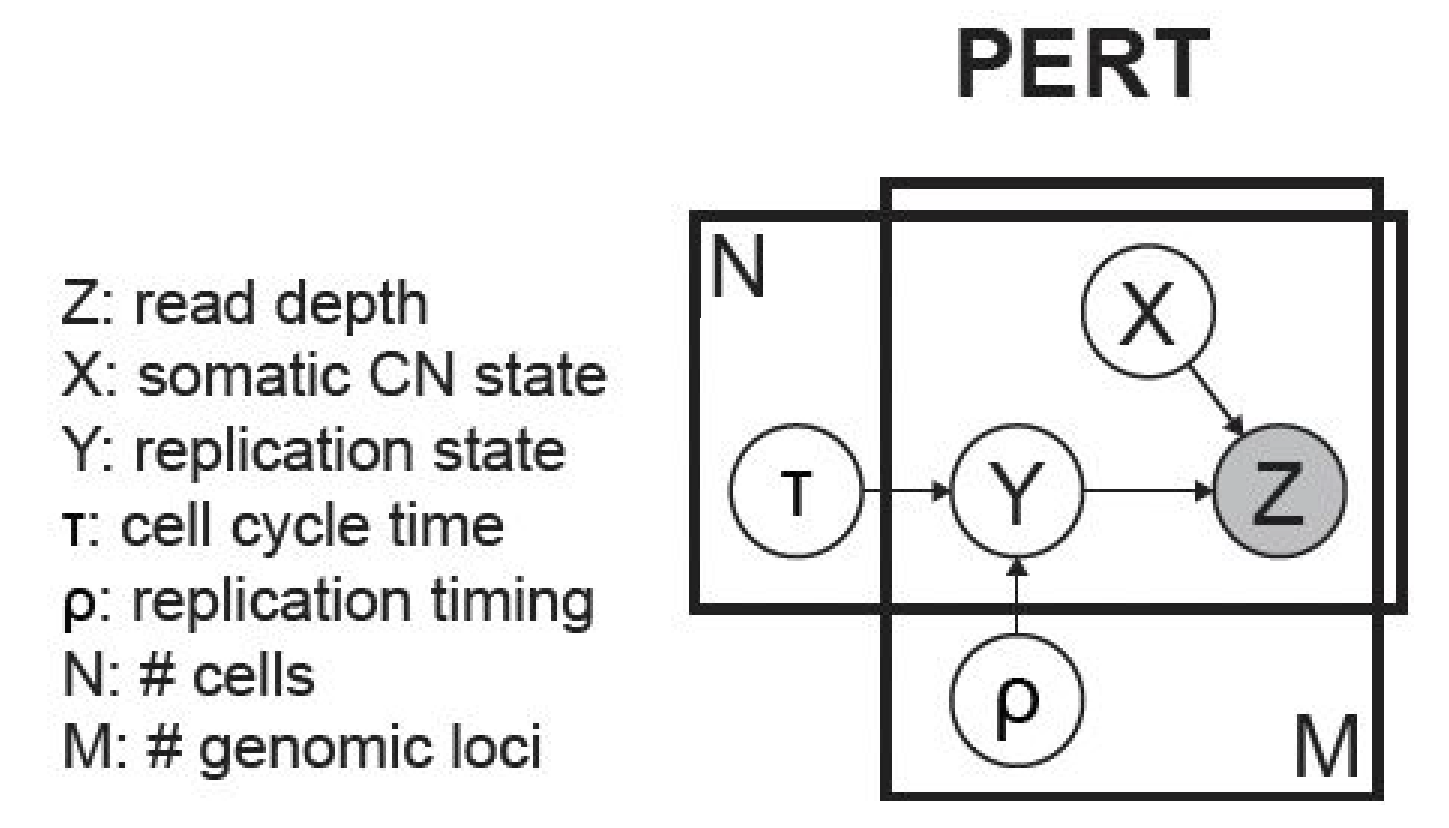 PERT
Z: read depth
X: somatic CN state
Y: replication state
τ: cell cycle time
ρ: replication timing
N: # cells
M: # genomic loci
N
X
τ
Y
Z
ρ
M